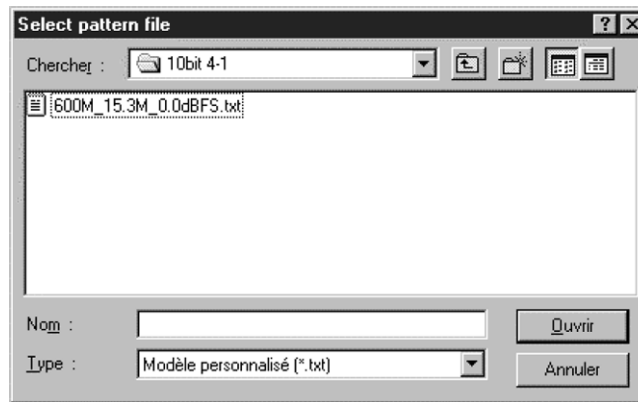 Select pattern file
Chercher : 10bit 4-1
600M_15.3M_0.0dBFS.txt
Nom : Ouvrir
Type : Modèle personnalisé (*.txt) Annuler